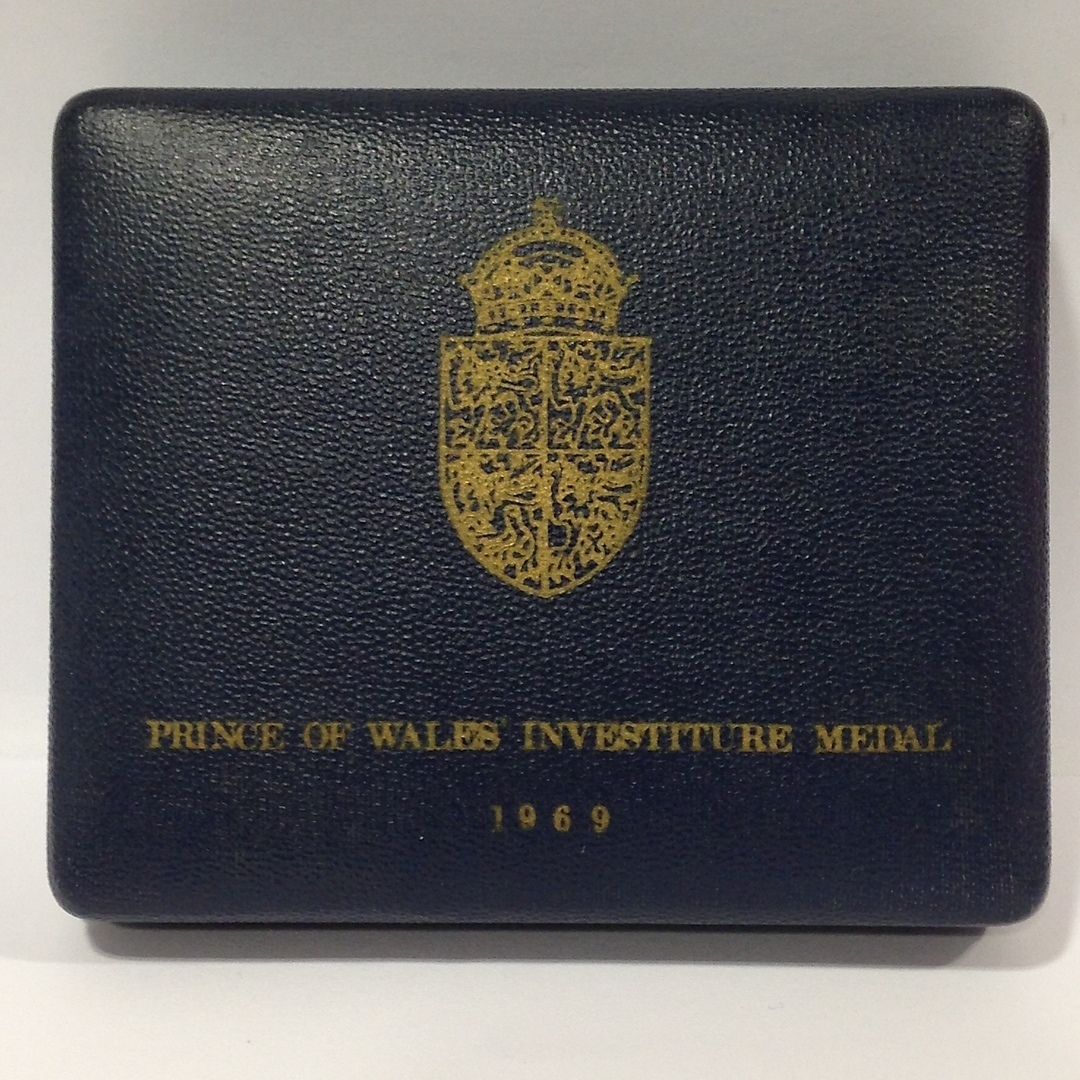 PRINCE OF WALES' INVESTITURE MEDAL
1969